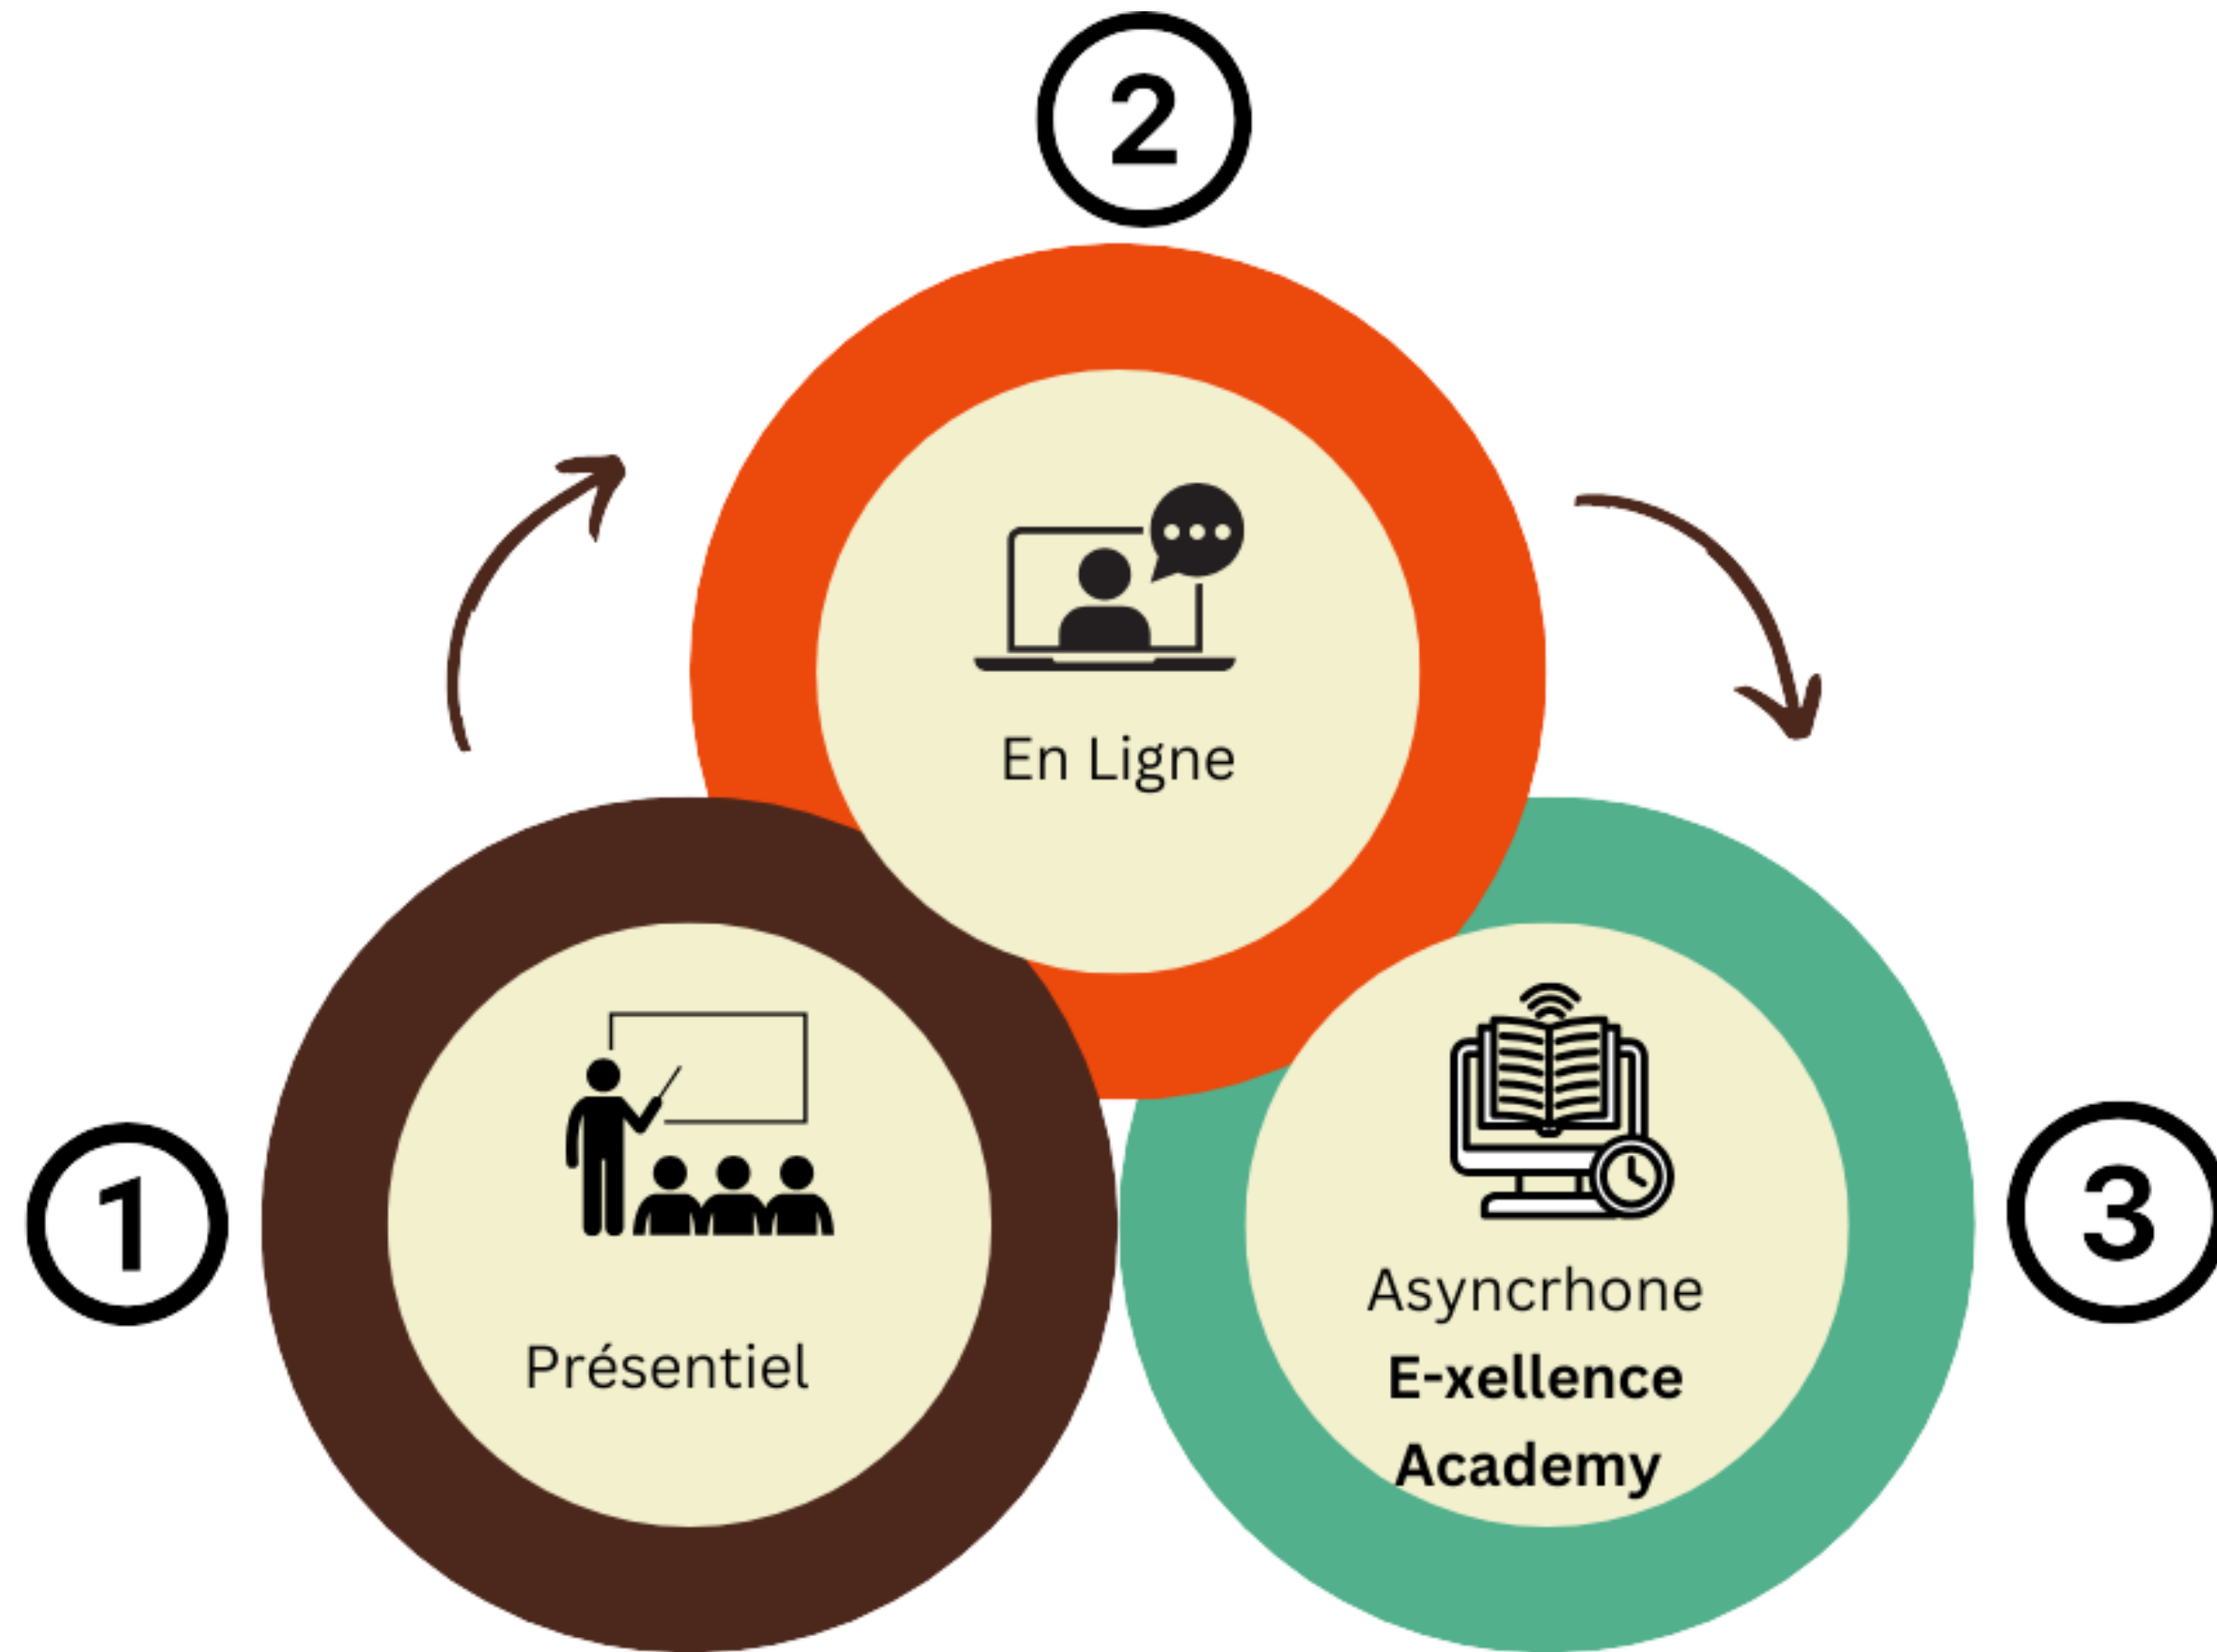 2
En Ligne
1
Présentiel
3
Asyncrhone
E-xellence
Academy